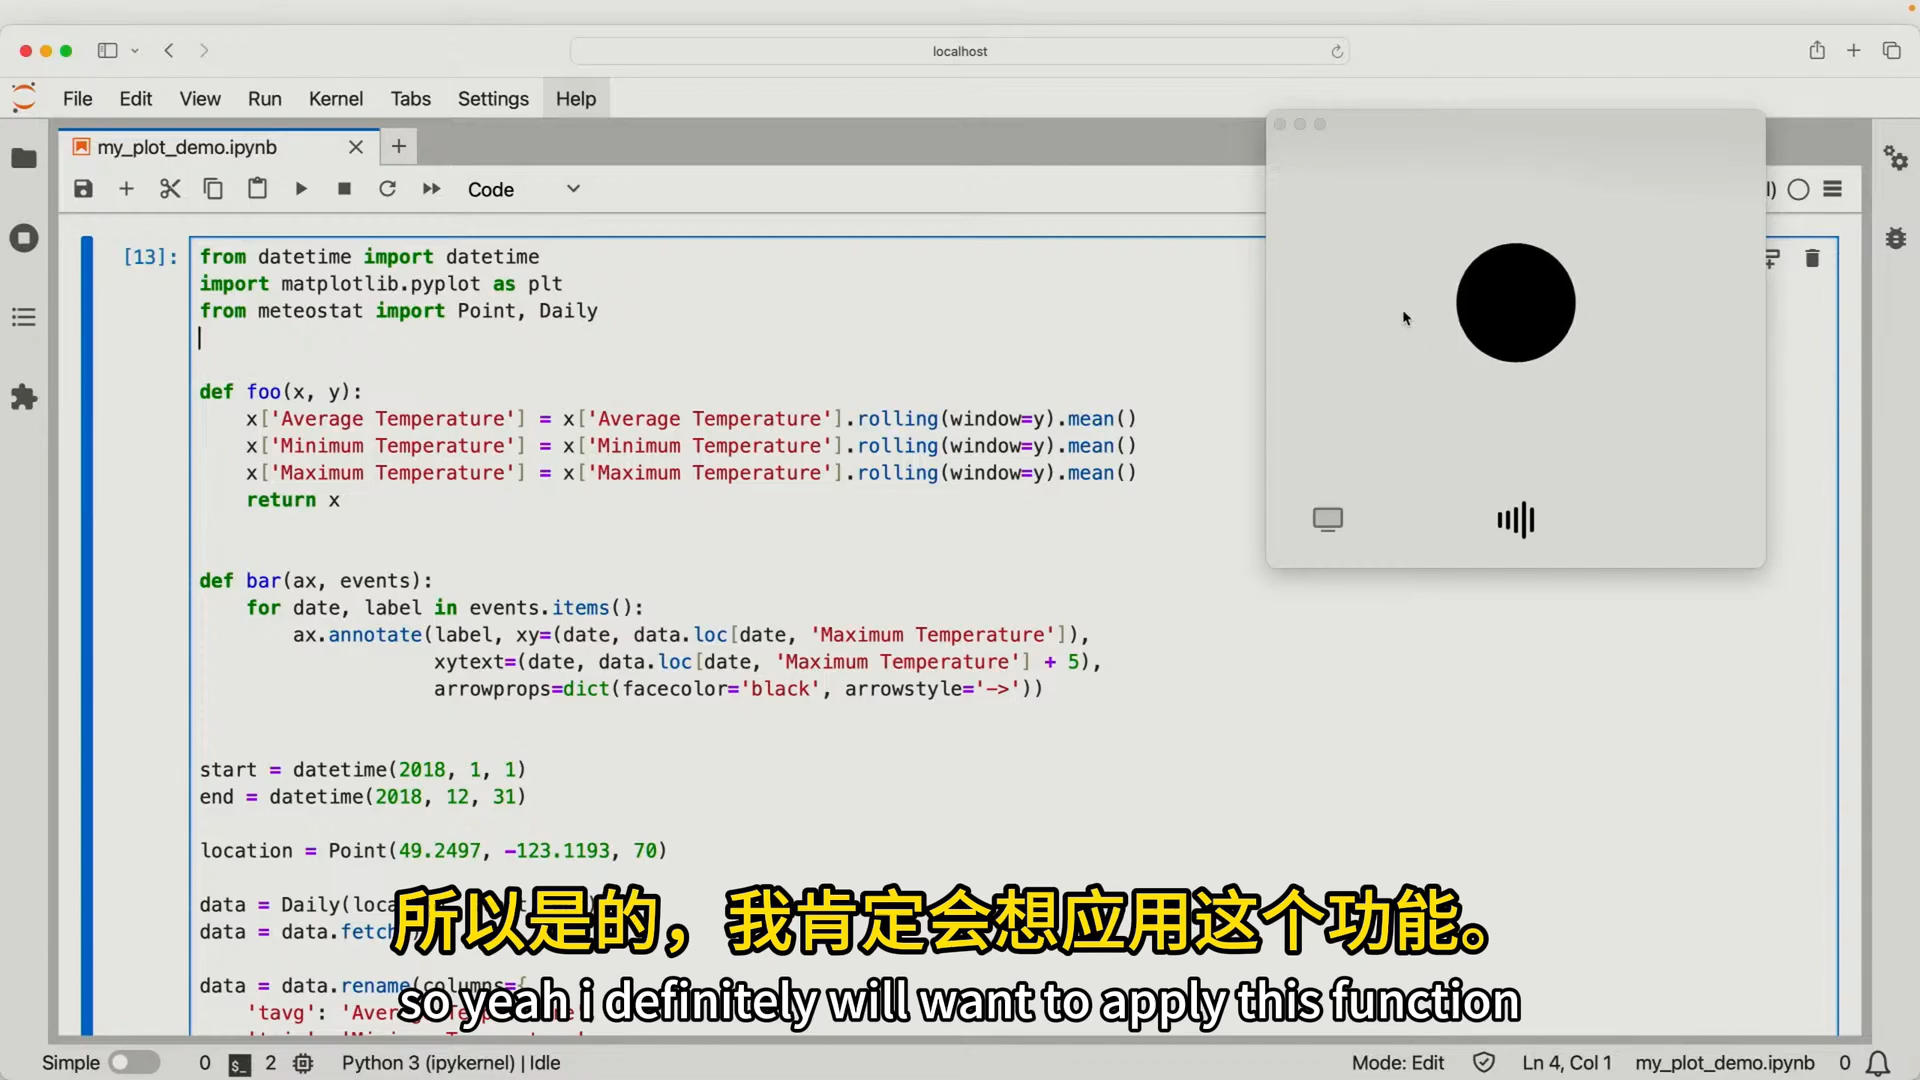 localhost
File Edit View Run Kernel Tabs Settings Help
my_plot_demo.ipynb
Code
[13]:
from datetime import datetime
import matplotlib.pyplot as plt
from meteostat import Point, Daily
def foo(x, y):
x['Average Temperature'] = x['Average Temperature'].rolling(window=y).mean()
x['Minimum Temperature'] = x['Minimum Temperature'].rolling(window=y).mean()
x['Maximum Temperature'] = x['Maximum Temperature'].rolling(window=y).mean()
return x
def bar(ax, events):
for date, label in events.items():
ax.annotate(label, xy=(date, data.loc[date, 'Maximum Temperature']),
xytext=(date, data.loc[date, 'Maximum Temperature'] + 5),
arrowprops=dict(facecolor='black', arrowstyle='->'))
start = datetime(2018, 1, 1)
end = datetime(2018, 12, 31)
location = Point(49.2497, -123.1193, 70)
data = Daily(
data = data.
data = data.rename(columns={
'tavg':
所以是的，我肯定会想应用这个功能。
so yeah i definitely will want to apply this function
Simple 0 2 Python 3 (ipykernel) | Idle Mode: Edit Ln 4, Col 1 my_plot_demo.ipynb 0